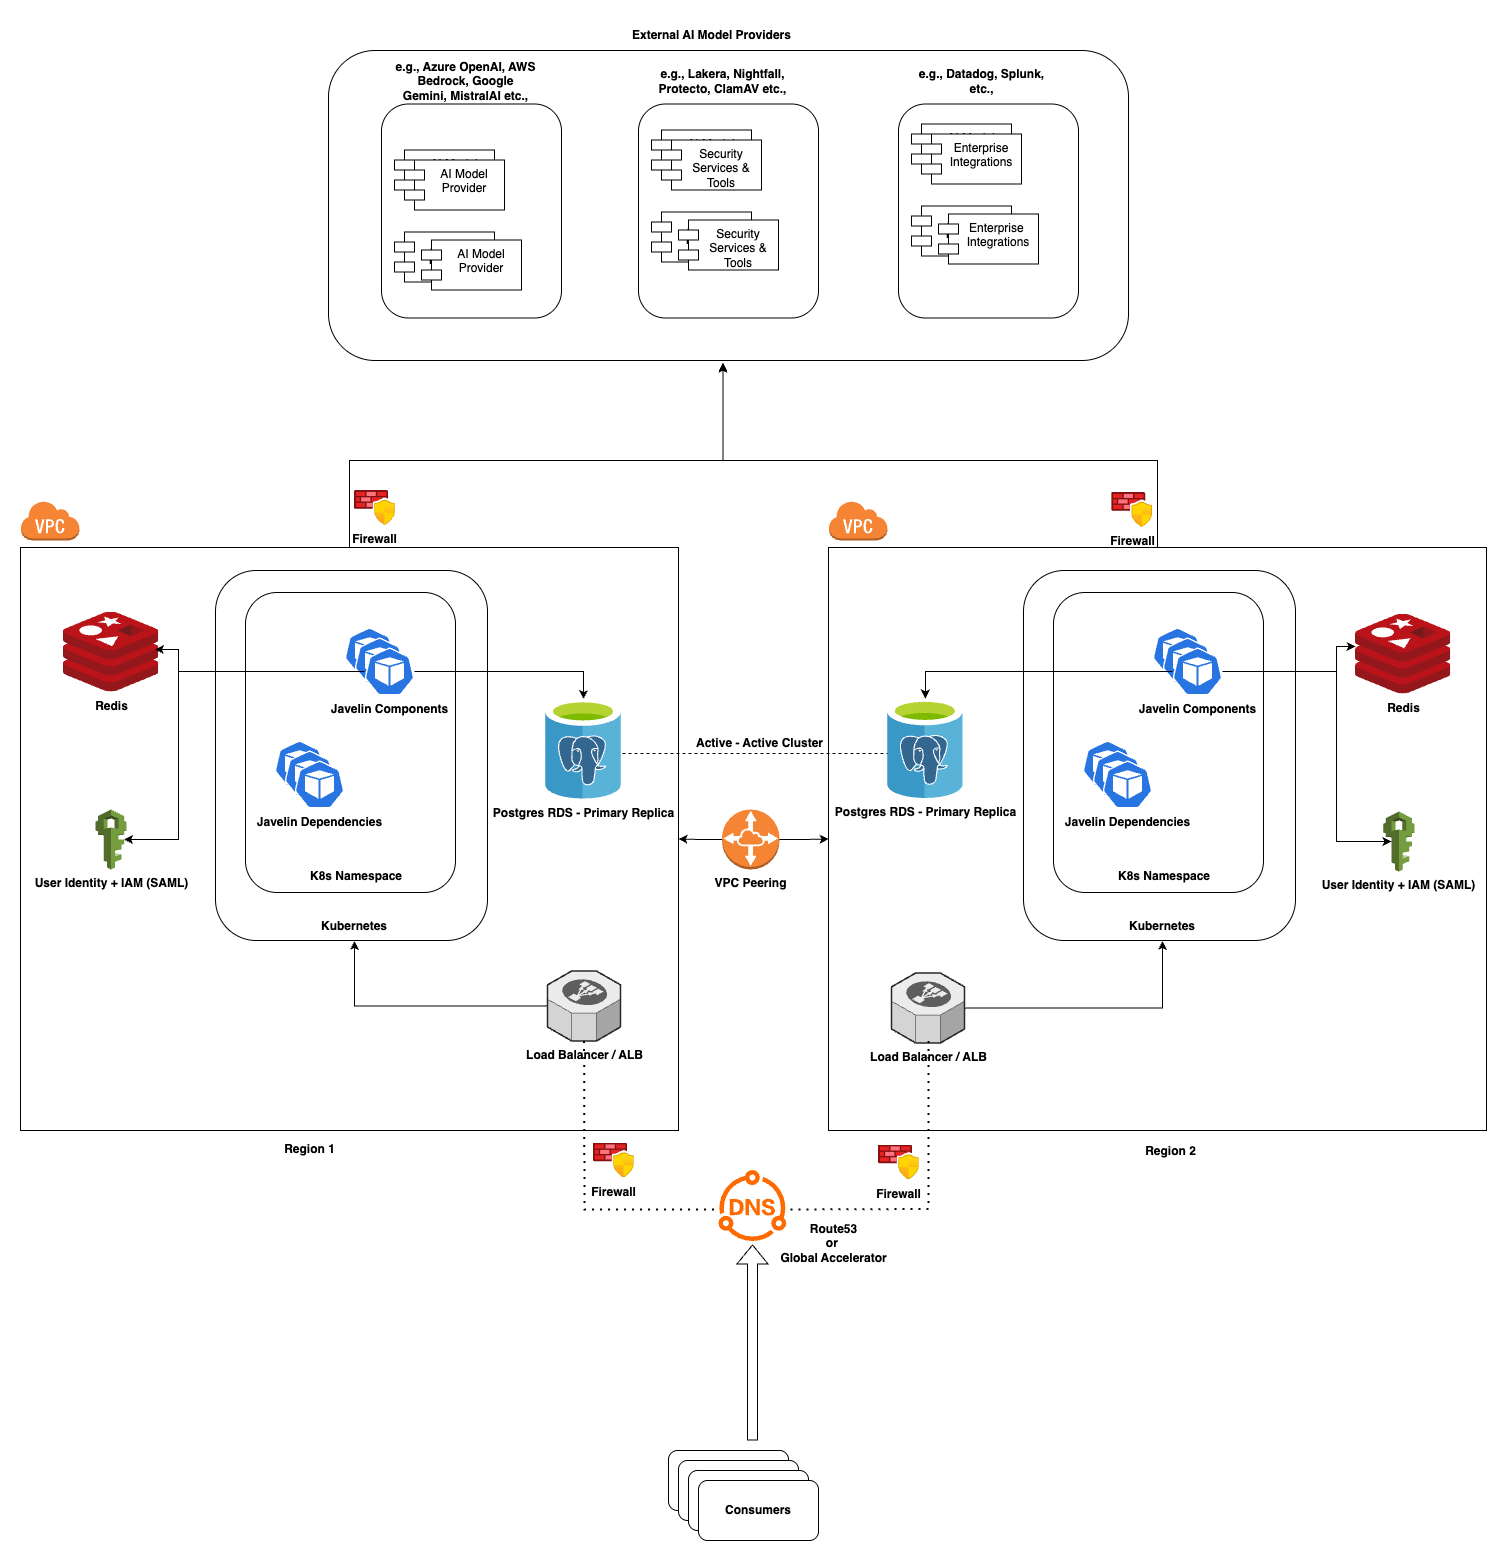 External AI Model Providers
e.g., Azure OpenAI, AWS
Bedrock, Google
Gemini, MistralAI etc.,
e.g., Lakera, Nightfall,
Protecto, ClamAV etc.,
e.g., Datadog, Splunk,
etc.,
AI Model
Provider
AI Model
Provider
Security
Services &
Tools
Security
Services &
Tools
Enterprise
Integrations
Enterprise
Integrations
VPC
Firewall
VPC
Firewall
Redis
Javelin Components
Javelin Dependencies
Postgres RDS - Primary Replica
User Identity + IAM (SAML)
K8s Namespace
Kubernetes
Load Balancer / ALB
Region 1
Active - Active Cluster
VPC Peering
Postgres RDS - Primary Replica
Javelin Components
Javelin Dependencies
Redis
User Identity + IAM (SAML)
K8s Namespace
Kubernetes
Load Balancer / ALB
Region 2
Firewall
Firewall
DNS
Route53
or
Global Accelerator
Consumers